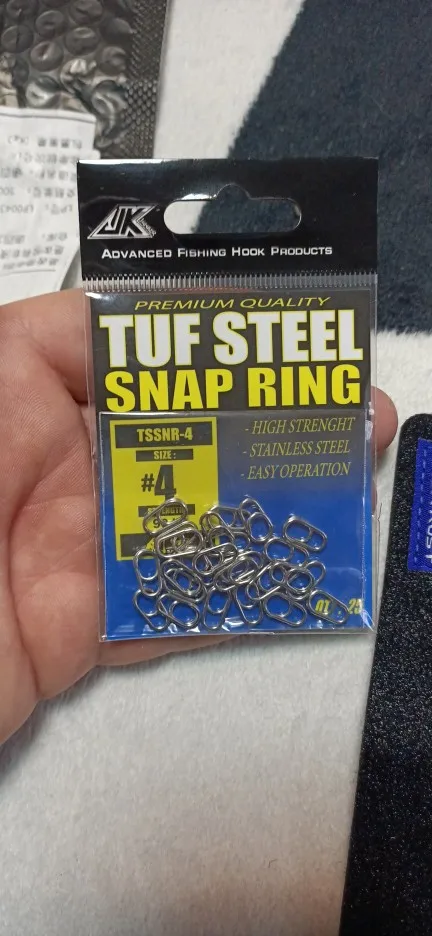 JK
ADVANCED FISHING HOOK PRODUCTS
PREMIUM QUALITY
TUF STEEL
SNAP RING
TSSNR-4
SIZE :
#4
- HIGH STRENGHT
- STAINLESS STEEL
- EASY OPERATION